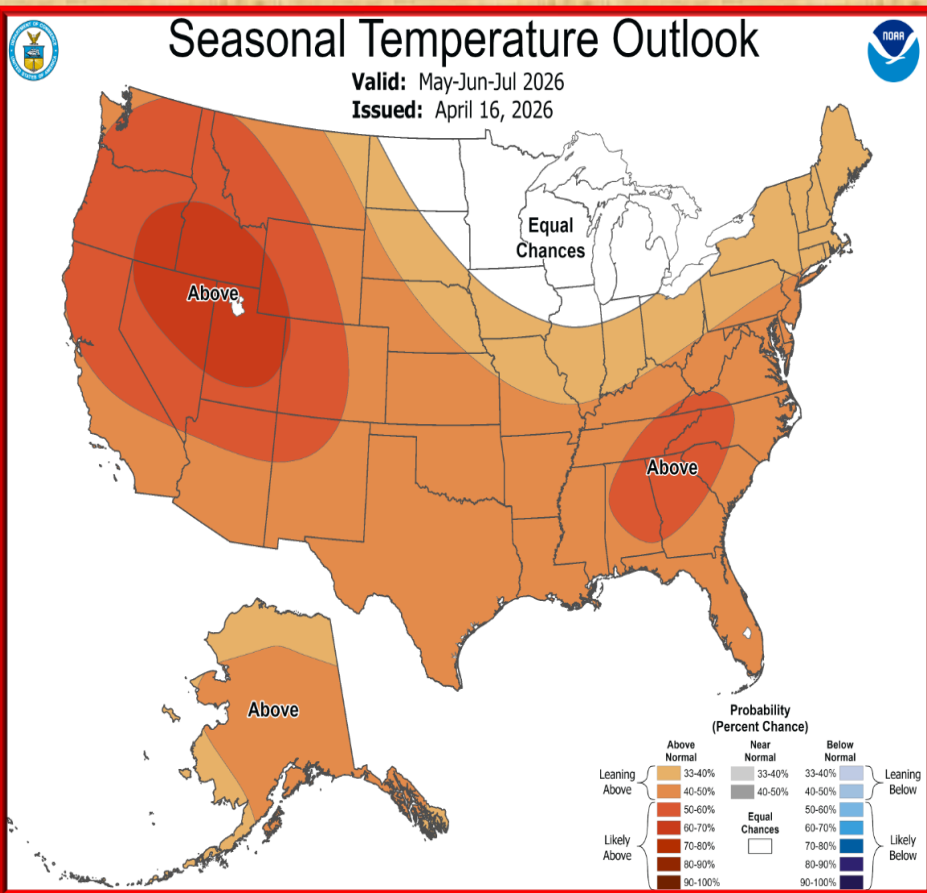 Seasonal Temperature Outlook
NOAA
Valid: May-Jun-Jul 2026
Issued: April 16, 2026
Equal
Chances
Above
Above
Above
Probability
(Percent Chance)
Above
Normal
Near
Normal
Below
Normal
Leaning
Above
33-40%
40-50%
33-40%
40-50%
33-40%
40-50%
Leaning
Below
Likely
Above
50-60%
60-70%
70-80%
80-90%
90-100%
Equal
Chances
50-60%
60-70%
70-80%
80-90%
90-100%
Likely
Below